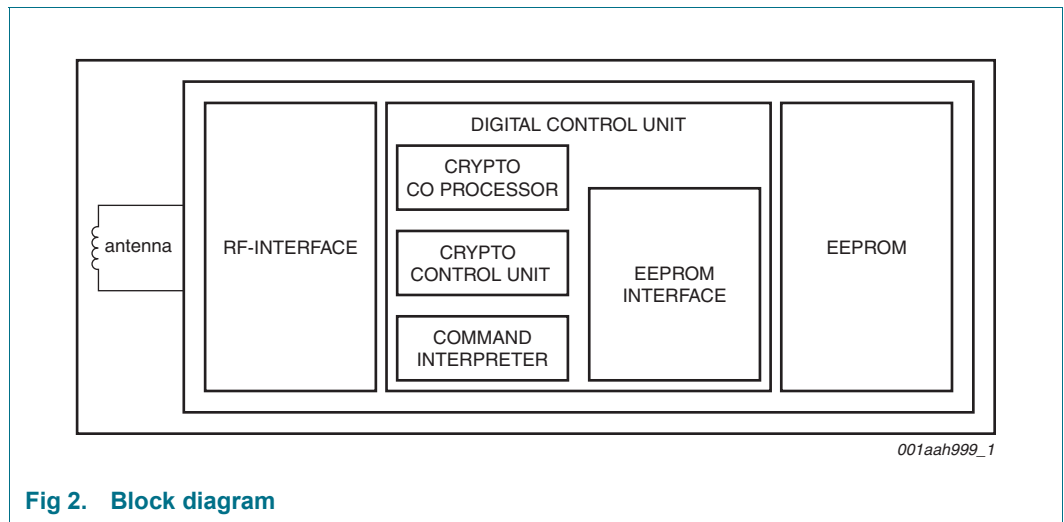 DIGITAL CONTROL UNIT
CRYPTO
CO PROCESSOR
antenna
RF-INTERFACE
CRYPTO
CONTROL UNIT
EEPROM
INTERFACE
EEPROM
COMMAND
INTERPRETER
001aah999_1
Fig 2. Block diagram